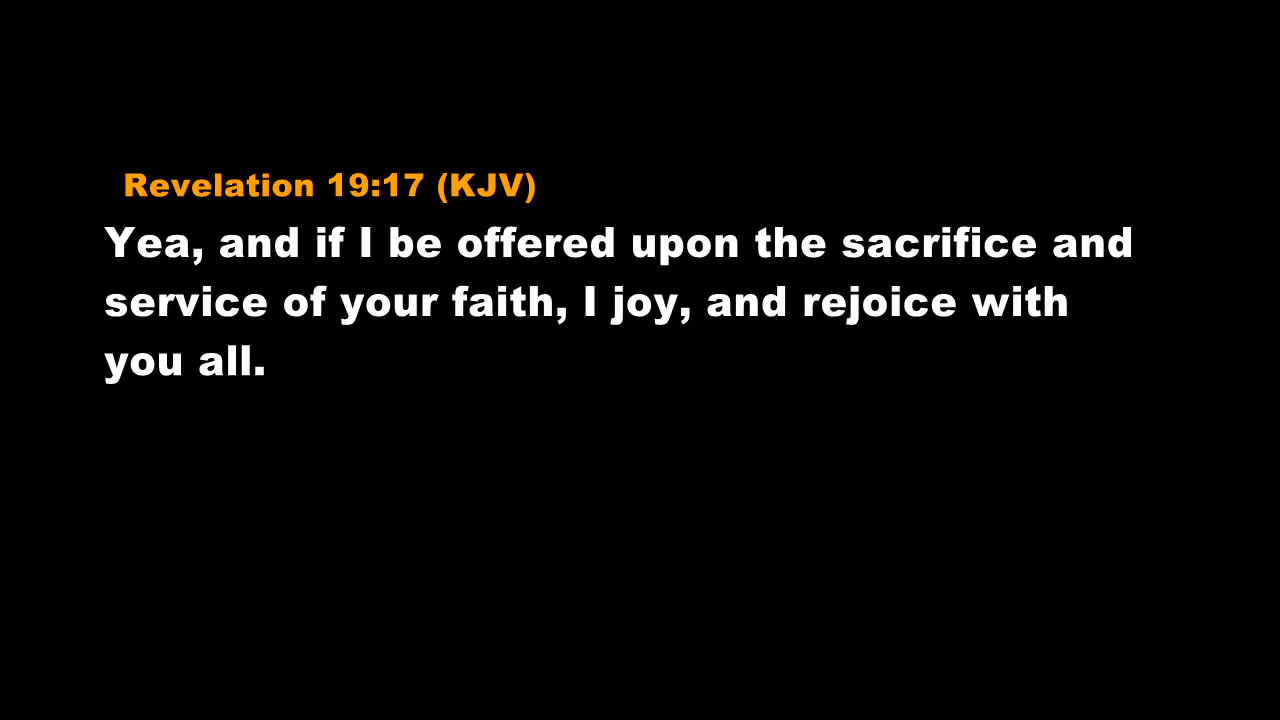 Revelation 19:17 (KJV)
Yea, and if I be offered upon the sacrifice and
service of your faith, I joy, and rejoice with
you all.